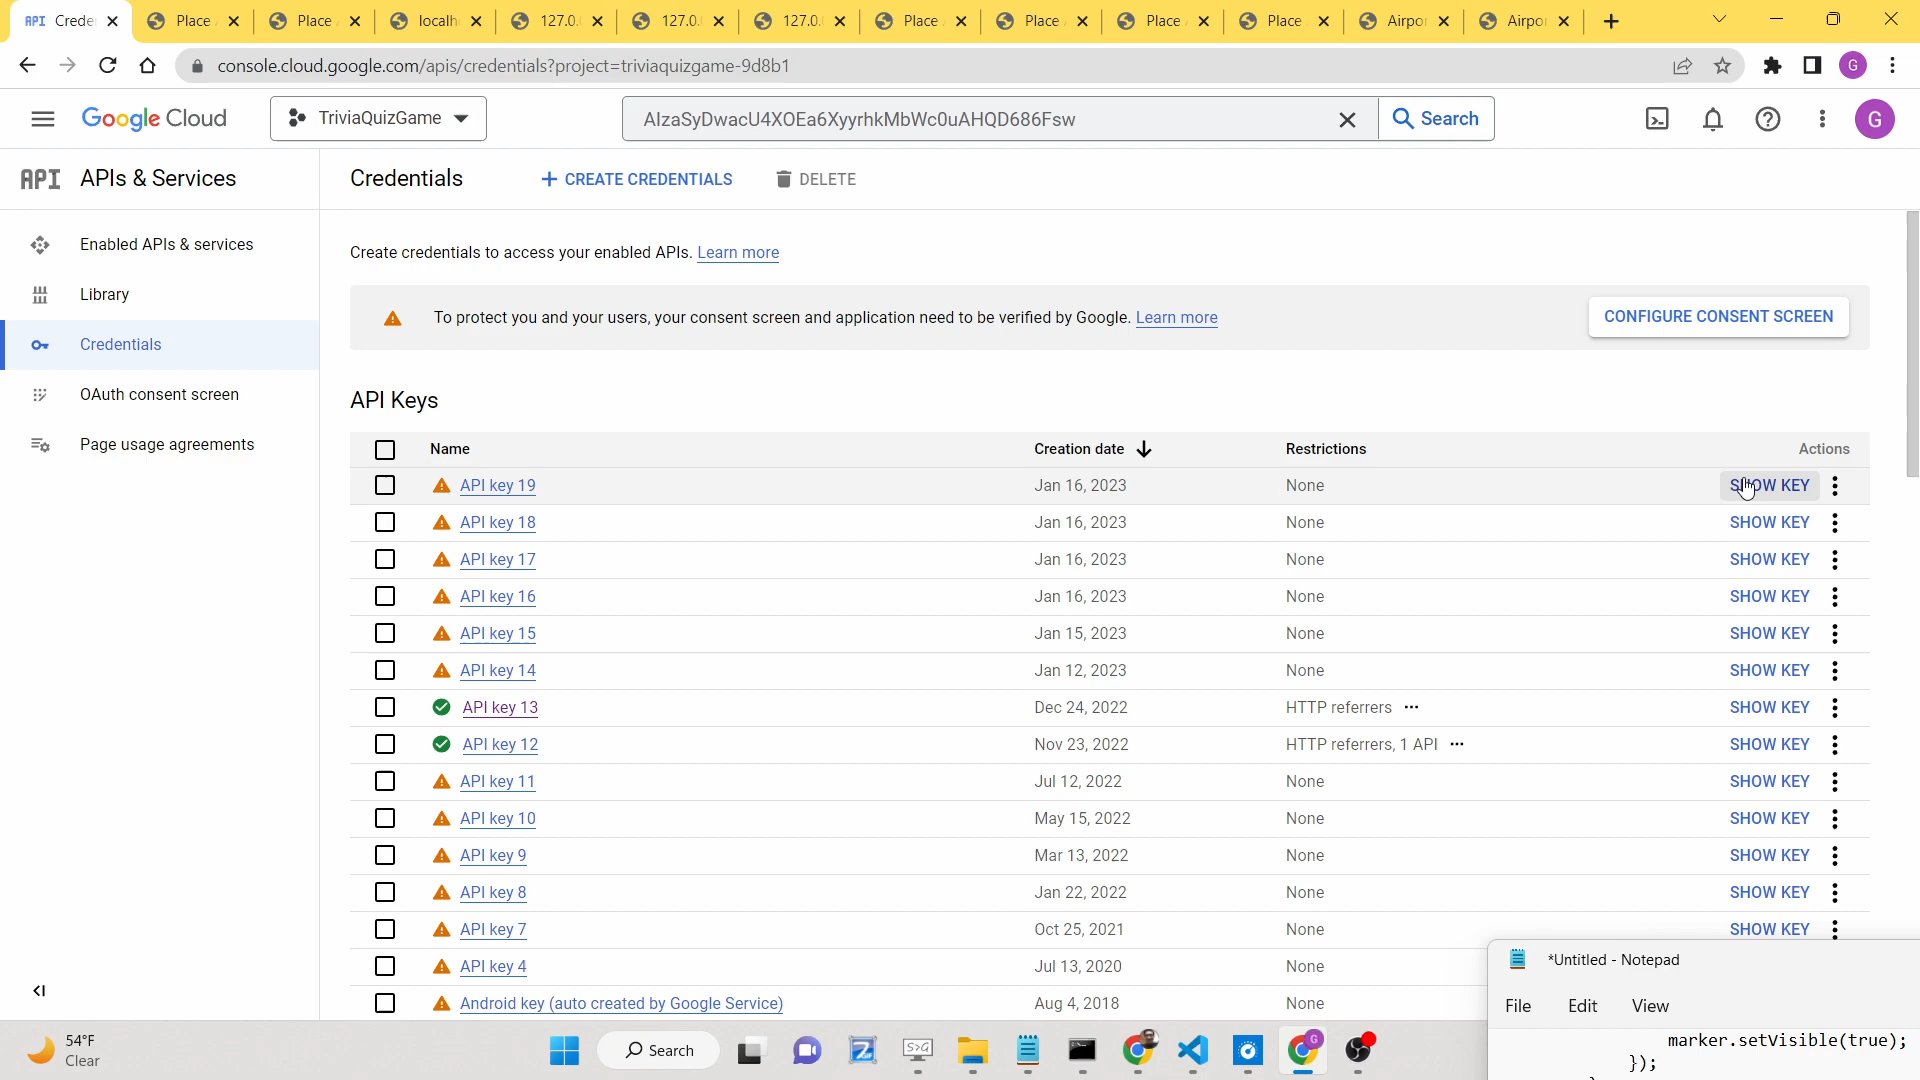 API Creder
Place
Place
localh
127.0.
127.0.
127.0.
Place
Place
Place
Place
Airpo
Airpo
console.cloud.google.com/apis/credentials?project=triviaquizgame-9d8b1
G
Google Cloud
TriviaQuizGame
AlzaSyDwacU4XOEa6XyyrhkMbWc0uAHQD686Fsw
Search
G
API APIs & Services
Credentials
CREATE CREDENTIALS
DELETE
Enabled APIs & services
Library
Credentials
OAuth consent screen
Page usage agreements
Create credentials to access your enabled APIs. Learn more
To protect you and your users, your consent screen and application need to be verified by Google. Learn more
CONFIGURE CONSENT SCREEN
API Keys
Name Creation date Restrictions Actions
API key 19 Jan 16, 2023 None SHOW KEY
API key 18 Jan 16, 2023 None SHOW KEY
API key 17 Jan 16, 2023 None SHOW KEY
API key 16 Jan 16, 2023 None SHOW KEY
API key 15 Jan 15, 2023 None SHOW KEY
API key 14 Jan 12, 2023 None SHOW KEY
API key 13 Dec 24, 2022 HTTP referrers SHOW KEY
API key 12 Nov 23, 2022 HTTP referrers, 1 API SHOW KEY
API key 11 Jul 12, 2022 None SHOW KEY
API key 10 May 15, 2022 None SHOW KEY
API key 9 Mar 13, 2022 None SHOW KEY
API key 8 Jan 22, 2022 None SHOW KEY
API key 7 Oct 25, 2021 None SHOW KEY
API key 4 Jul 13, 2020 None
Android key (auto created by Google Service) Aug 4, 2018 None
*Untitled - Notepad
File Edit View
marker.setVisible(true);
});
54°F
Clear
Search